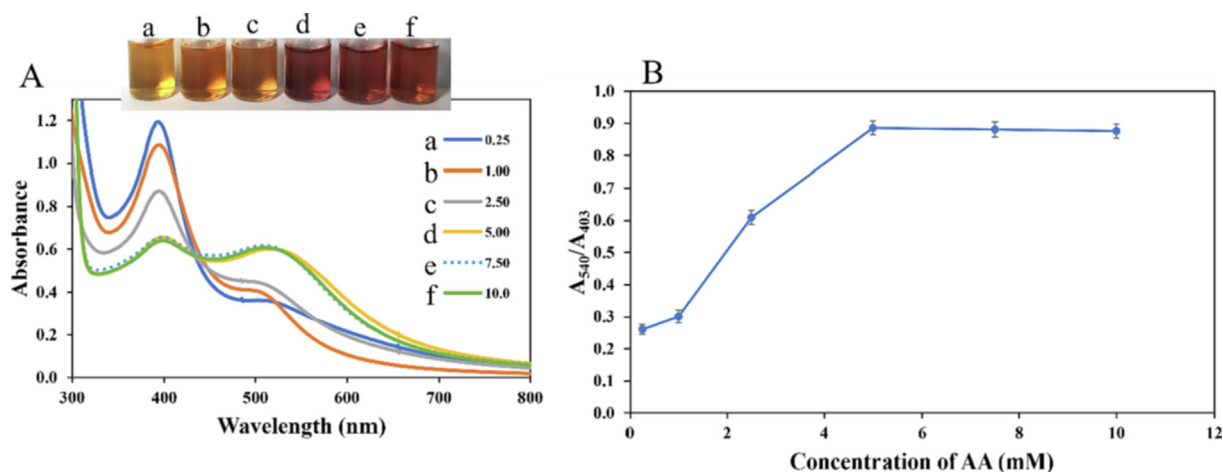 a b c d e f
A
1.2
1.0
0.8
0.6
0.4
0.2
0.0
Absorbance
300 400 500 600 700 800
Wavelength (nm)
a 0.25
b 1.00
c 2.50
d 5.00
e 7.50
f 10.0
B
1.0
0.9
0.8
0.7
0.6
0.5
0.4
0.3
0.2
0.1
0.0
A540/A403
0 2 4 6 8 10 12
Concentration of AA (mM)